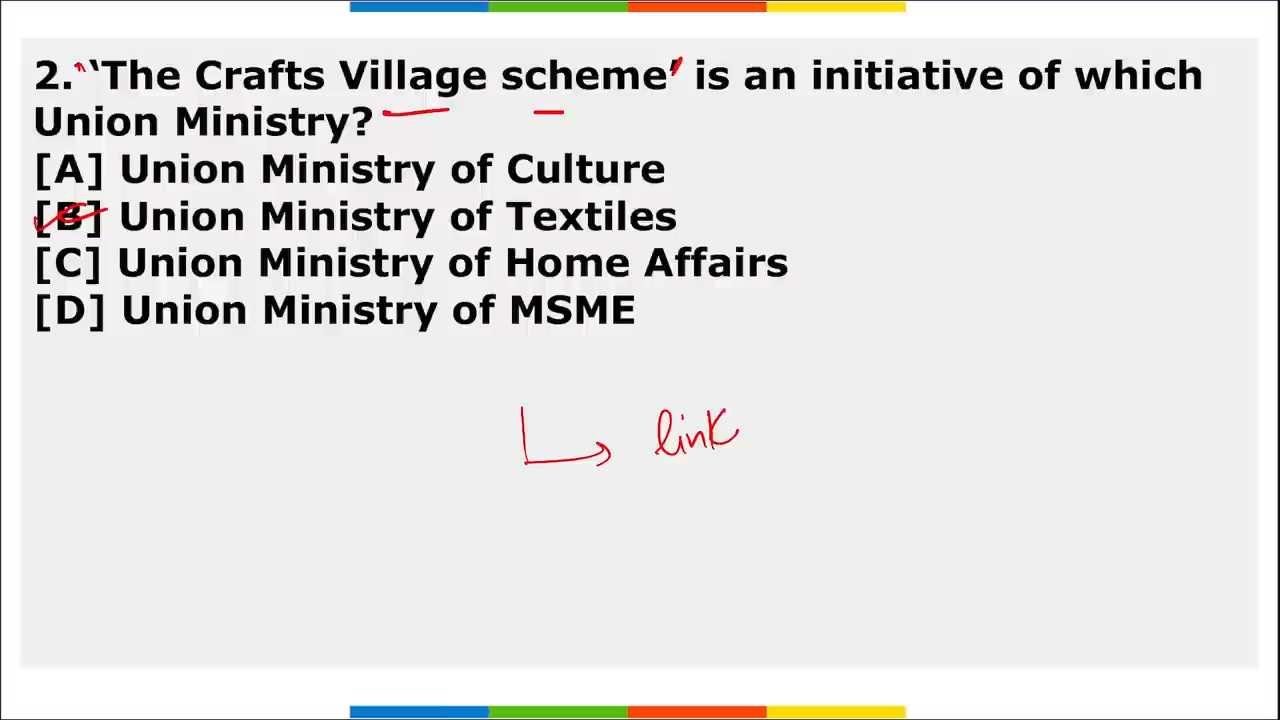 2. ‘The Crafts Village scheme’ is an initiative of which
Union Ministry?
[A] Union Ministry of Culture
[B] Union Ministry of Textiles
[C] Union Ministry of Home Affairs
[D] Union Ministry of MSME
link